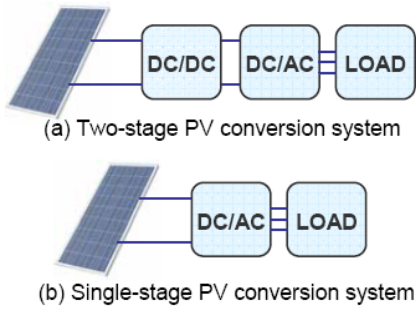 DC/DC DC/AC LOAD
(a) Two-stage PV conversion system
DC/AC LOAD
(b) Single-stage PV conversion system